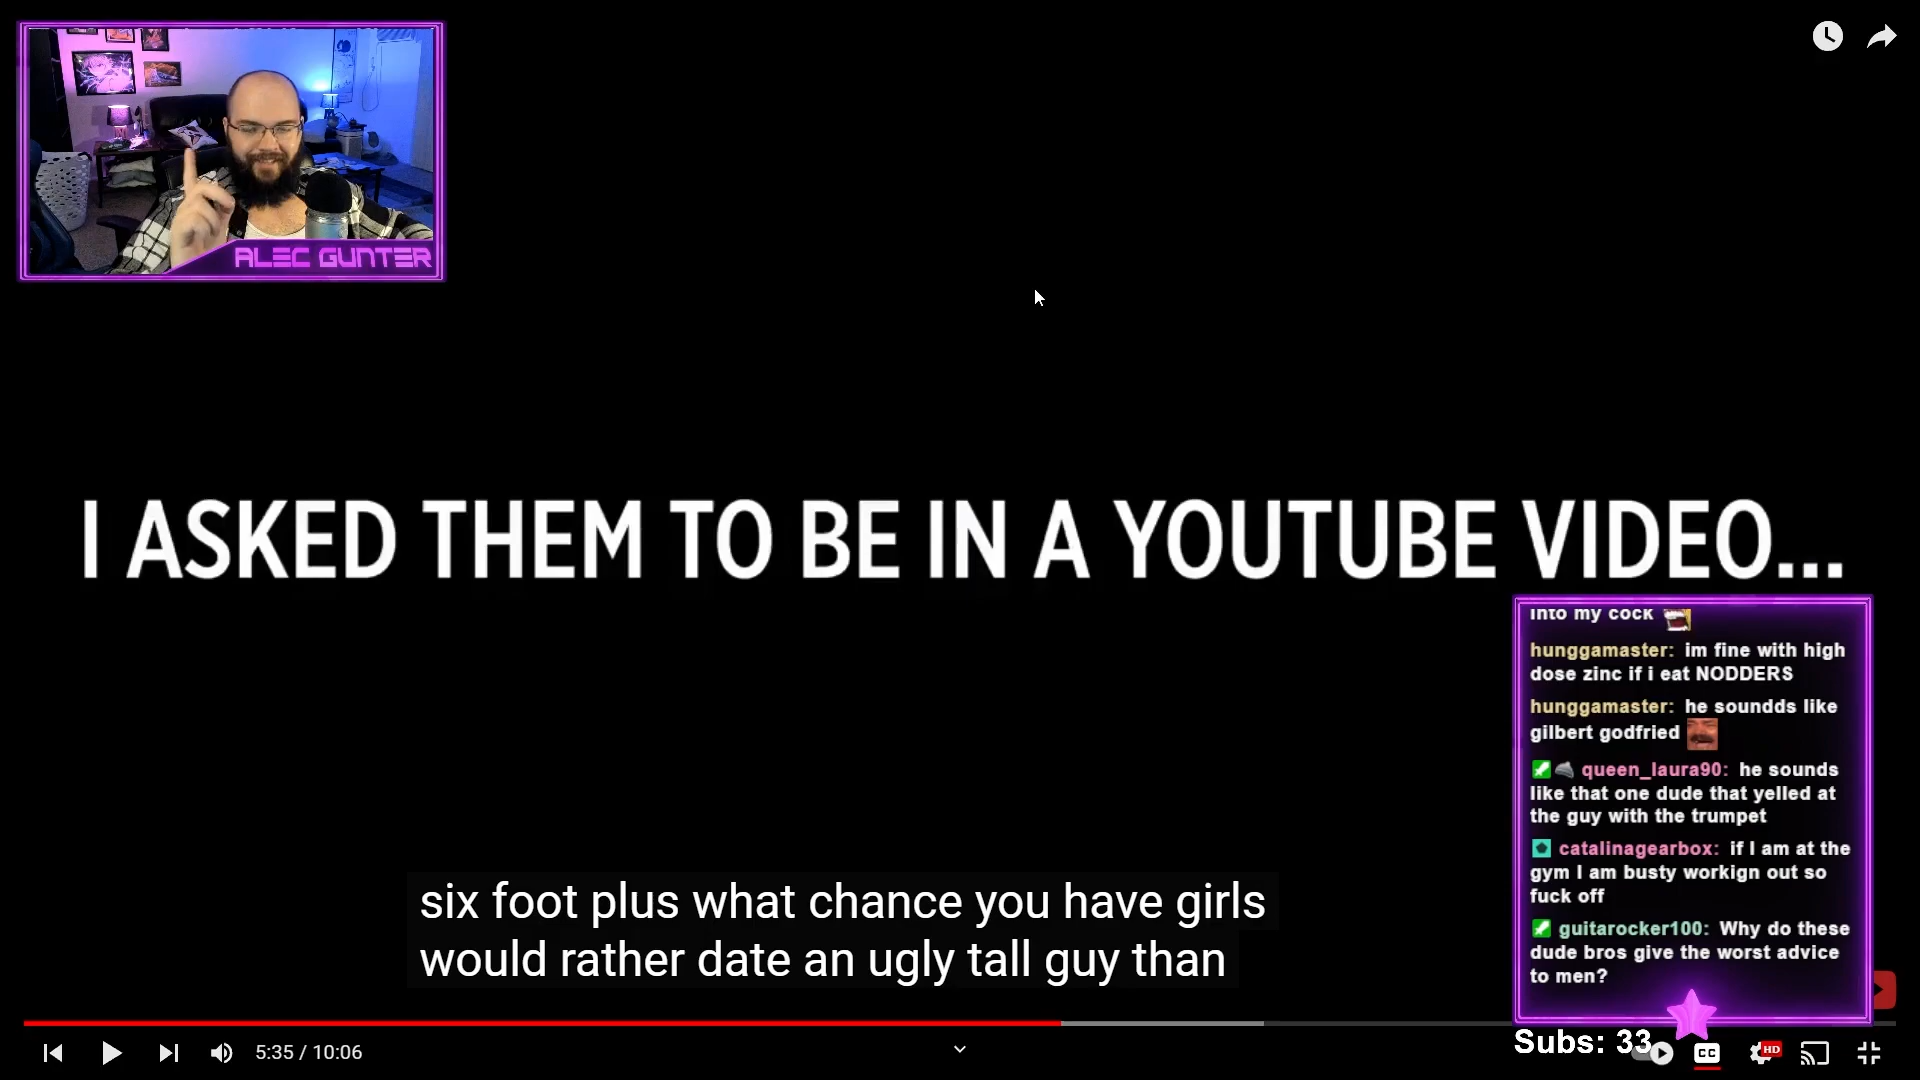 ALEC GUNTER
I ASKED THEM TO BE IN A YOUTUBE VIDEO...
into my cock
hunggamaster: im fine with high
dose zinc if i eat NODDERS
hunggamaster: he soundds like
gilbert godfried
queen_laura90: he sounds
like that one dude that yelled at
the guy with the trumpet
catalinagearbox: if I am at the
gym I am busty workign out so
fuck off
guitarocker100: Why do these
dude bros give the worst advice
to men?
six foot plus what chance you have girls
would rather date an ugly tall guy than
Subs: 33
5:35 / 10:06
CC
HD